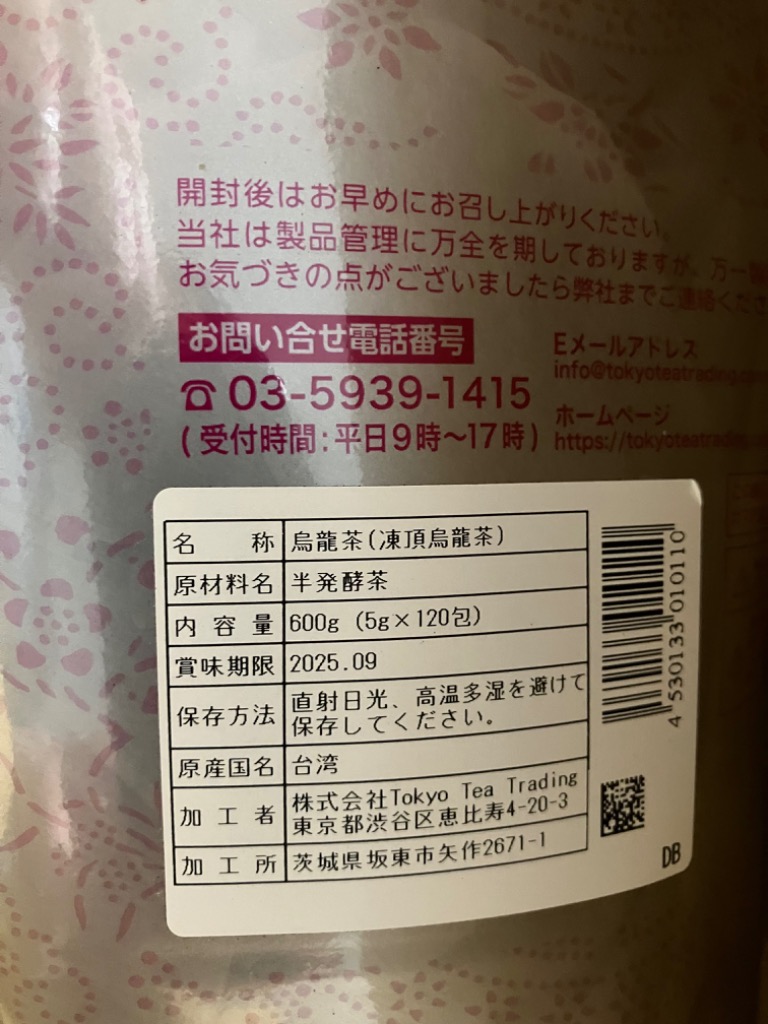 開封後はお早めにお召し上がりください。
当社は製品管理に万全を期しておりますが、万一
お気づきの点がございましたら弊社までご連絡くださ
お問い合せ電話番号
☎ 03-5939-1415
(受付時間:平日9時〜17時)
Eメールアドレス
info@tokyoteatrading.co
ホームページ
https://tokyoteatrading
名称 烏龍茶(凍頂烏龍茶)
原材料名 半発酵茶
内容量 600g (5g×120包)
賞味期限 2025.09
保存方法 直射日光、高温多湿を避けて
保存してください。
原産国名 台湾
加工者 株式会社Tokyo Tea Trading
東京都渋谷区恵比寿4-20-3
加工所 茨城県坂東市矢作2671-1
4 530133 010110
DB